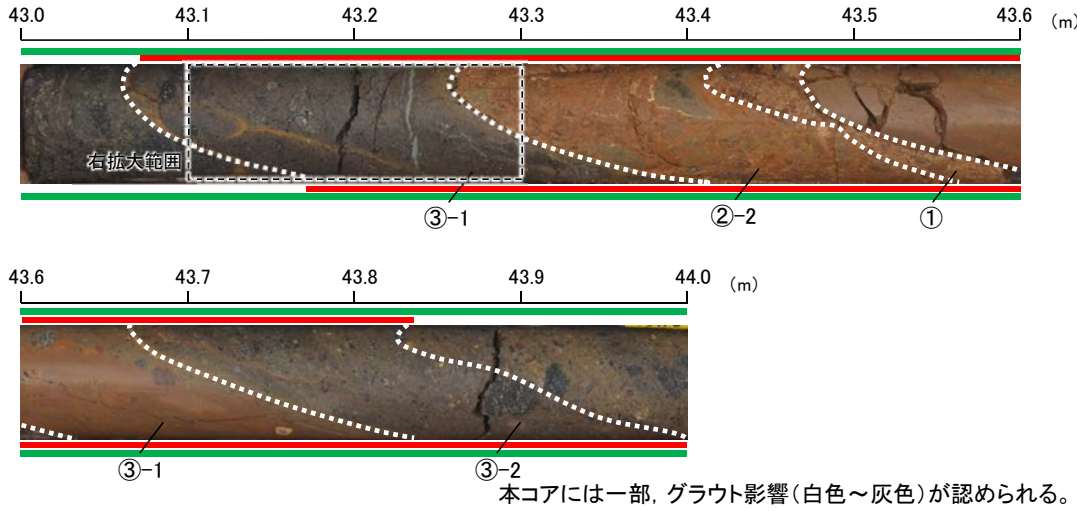 43.0 43.1 43.2 43.3 43.4 43.5 43.6 (m)
右拡大範囲
③-1 ②-2 ①
43.6 43.7 43.8 43.9 44.0 (m)
③-1 ③-2
本コアには一部，グラウト影響（白色～灰色）が認められる。